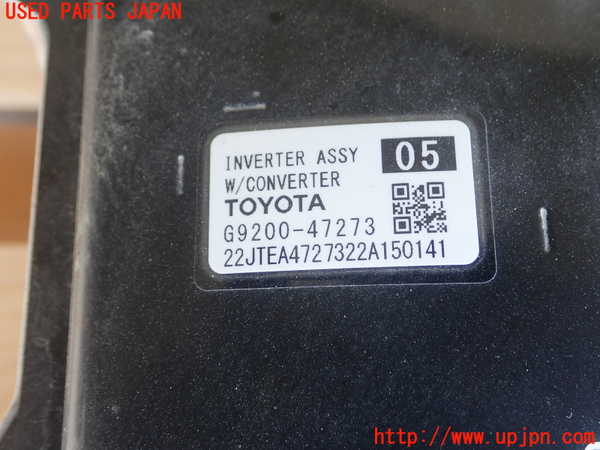 USED PARTS JAPAN
INVERTER ASSY 05
W/CONVERTER
TOYOTA
G9200-47273
22JTEA4727322A150141
http://www.upjpn.com/